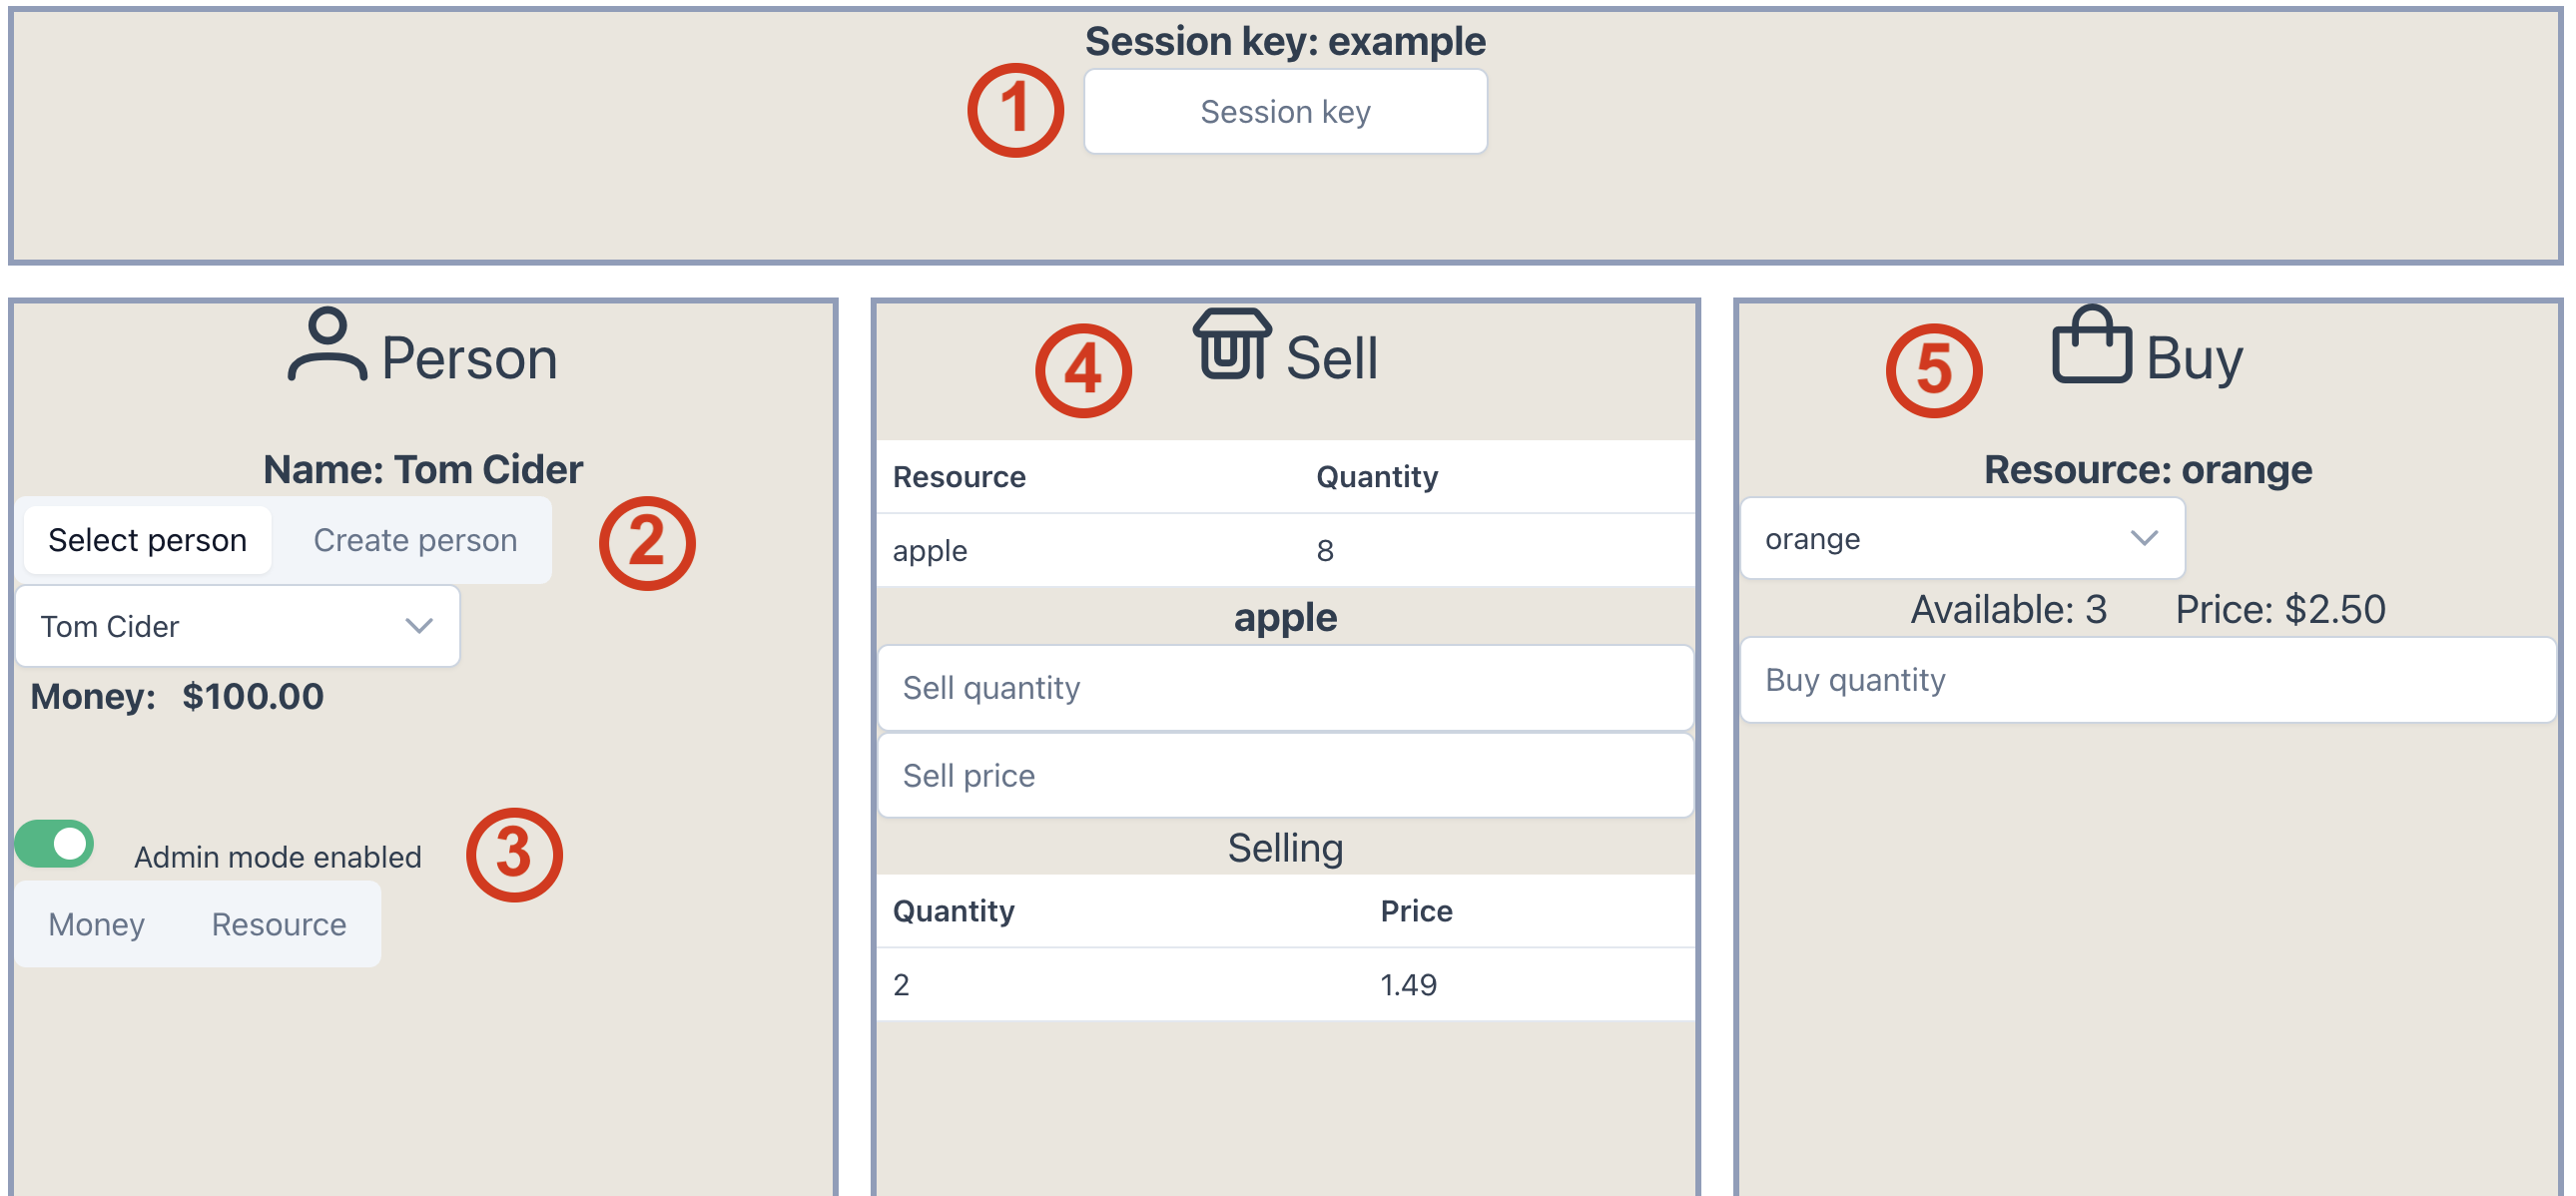 Session key: example
1
Session key
Person
Name: Tom Cider
Select person Create person
2
Tom Cider
Money: $100.00
Admin mode enabled
3
Money Resource
4
Sell
Resource Quantity
apple 8
apple
Sell quantity
Sell price
Selling
Quantity Price
2 1.49
5
Buy
Resource: orange
orange
Available: 3 Price: $2.50
Buy quantity